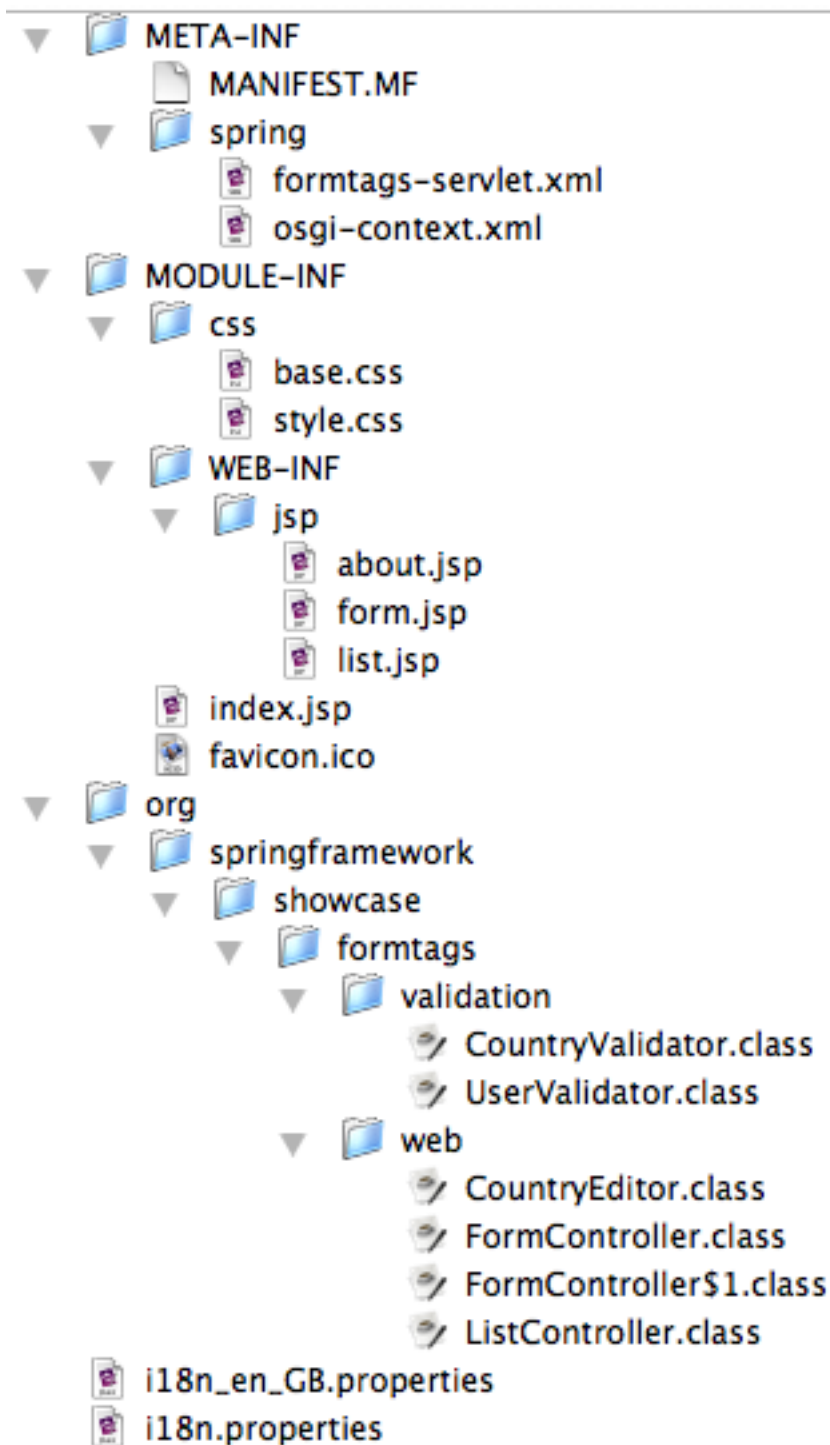 META-INF
MANIFEST.MF
spring
formtags-servlet.xml
osgi-context.xml
MODULE-INF
css
base.css
style.css
WEB-INF
jsp
about.jsp
form.jsp
list.jsp
index.jsp
favicon.ico
org
springframework
showcase
formtags
validation
CountryValidator.class
UserValidator.class
web
CountryEditor.class
FormController.class
FormController$1.class
ListController.class
i18n_en_GB.properties
i18n.properties